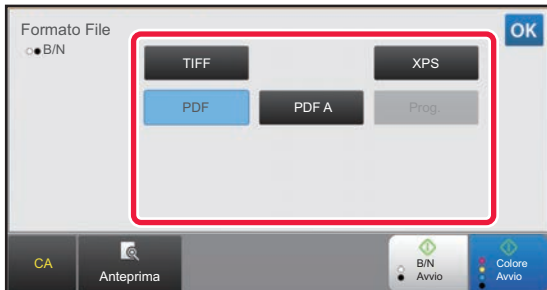 Formato File
OK
B/N
TIFF
XPS
PDF
PDF A
Prog.
CA
Anteprima
B/N
Avvio
Colore
Avvio